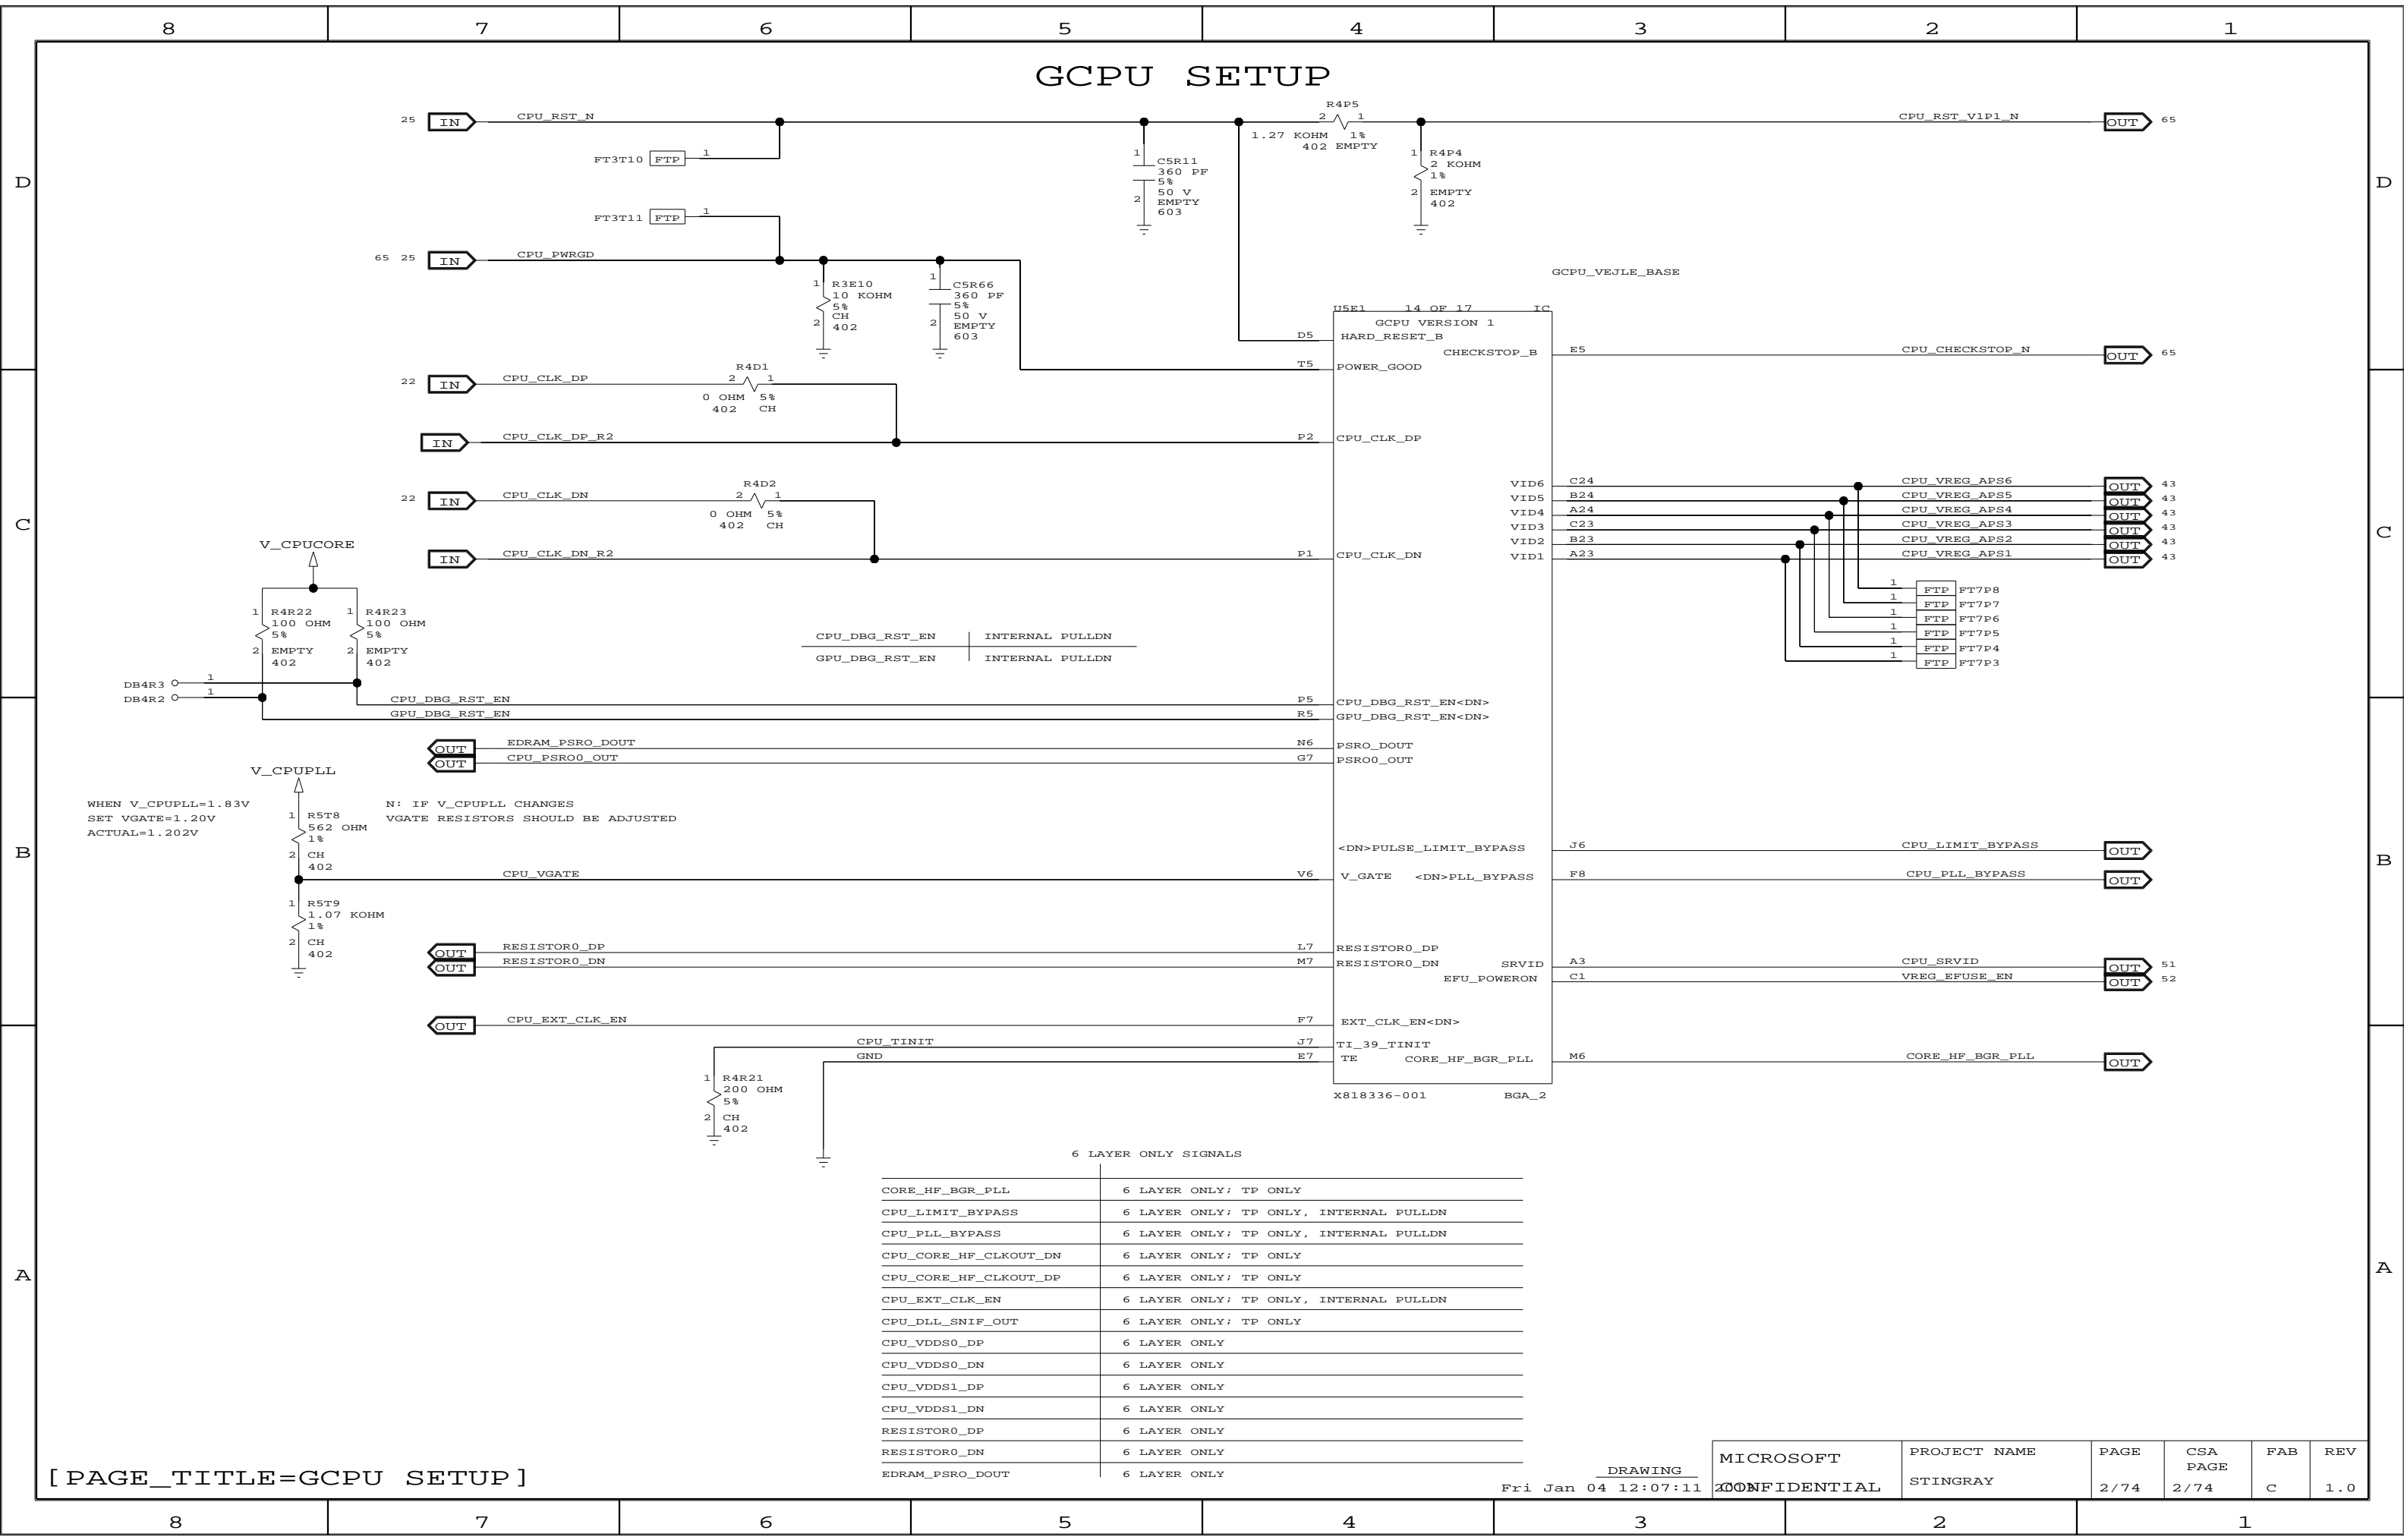 8 7 6 5 4 3 2 1
GCPU SETUP
D
D
25 IN CPU_RST_N
FT3T10 FTP 1
FT3T11 FTP 1
1 C5R11
360 PF
5%
50 V
2 EMPTY
603
R4P5
2 1
1.27 KOHM 1%
402 EMPTY
1 R4P4
2 KOHM
1%
2 EMPTY
402
CPU_RST_V1P1_N OUT 65
65 25 IN CPU_PWRGD
1 R3E10
10 KOHM
5%
CH
2 402
1 C5R66
360 PF
5%
50 V
2 EMPTY
603
GCPU_VEJLE_BASE
U5E1 14 OF 17 IC
GCPU VERSION 1
D5 HARD_RESET_B
CHECKSTOP_B E5 CPU_CHECKSTOP_N OUT 65
T5 POWER_GOOD
22 IN CPU_CLK_DP
R4D1
2 1
0 OHM 5%
402 CH
IN CPU_CLK_DP_R2 P2 CPU_CLK_DP
C
C
22 IN CPU_CLK_DN
R4D2
2 1
0 OHM 5%
402 CH
IN CPU_CLK_DN_R2 P1 CPU_CLK_DN
VID6 C24 CPU_VREG_APS6 OUT 43
VID5 B24 CPU_VREG_APS5 OUT 43
VID4 A24 CPU_VREG_APS4 OUT 43
VID3 C23 CPU_VREG_APS3 OUT 43
VID2 B23 CPU_VREG_APS2 OUT 43
VID1 A23 CPU_VREG_APS1 OUT 43
1 FTP FT7P8
1 FTP FT7P7
1 FTP FT7P6
1 FTP FT7P5
1 FTP FT7P4
1 FTP FT7P3
V_CPUCORE
1 R4R22
100 OHM
5%
2 EMPTY
402
1 R4R23
100 OHM
5%
2 EMPTY
402
CPU_DBG_RST_EN INTERNAL PULLDN
GPU_DBG_RST_EN INTERNAL PULLDN
DB4R3 1
DB4R2 1
CPU_DBG_RST_EN P5 CPU_DBG_RST_EN<DN>
GPU_DBG_RST_EN R5 GPU_DBG_RST_EN<DN>
OUT EDRAM_PSRO_DOUT N6 PSRO_DOUT
OUT CPU_PSRO0_OUT G7 PSRO0_OUT
B
B
V_CPUPLL
WHEN V_CPUPLL=1.83V
SET VGATE=1.20V
ACTUAL=1.202V
1 R5T8
562 OHM
1%
2 CH
402
N: IF V_CPUPLL CHANGES
VGATE RESISTORS SHOULD BE ADJUSTED
<DN>PULSE_LIMIT_BYPASS J6 CPU_LIMIT_BYPASS OUT
CPU_VGATE V6 V_GATE <DN>PLL_BYPASS F8 CPU_PLL_BYPASS OUT
1 R5T9
1.07 KOHM
1%
2 CH
402
OUT RESISTOR0_DP L7 RESISTOR0_DP
OUT RESISTOR0_DN M7 RESISTOR0_DN
SRVID A3 CPU_SRVID OUT 51
EFU_POWERON C1 VREG_EFUSE_EN OUT 52
OUT CPU_EXT_CLK_EN F7 EXT_CLK_EN<DN>
CPU_TINIT J7 TI_39_TINIT
GND E7 TE
CORE_HF_BGR_PLL M6 CORE_HF_BGR_PLL OUT
1 R4R21
200 OHM
5%
2 CH
402
X818336-001 BGA_2
A
A
6 LAYER ONLY SIGNALS
CORE_HF_BGR_PLL 6 LAYER ONLY; TP ONLY
CPU_LIMIT_BYPASS 6 LAYER ONLY; TP ONLY, INTERNAL PULLDN
CPU_PLL_BYPASS 6 LAYER ONLY; TP ONLY, INTERNAL PULLDN
CPU_CORE_HF_CLKOUT_DN 6 LAYER ONLY; TP ONLY
CPU_CORE_HF_CLKOUT_DP 6 LAYER ONLY; TP ONLY
CPU_EXT_CLK_EN 6 LAYER ONLY; TP ONLY, INTERNAL PULLDN
CPU_DLL_SNIF_OUT 6 LAYER ONLY; TP ONLY
CPU_VDDS0_DP 6 LAYER ONLY
CPU_VDDS0_DN 6 LAYER ONLY
CPU_VDDS1_DP 6 LAYER ONLY
CPU_VDDS1_DN 6 LAYER ONLY
RESISTOR0_DP 6 LAYER ONLY
RESISTOR0_DN 6 LAYER ONLY
EDRAM_PSRO_DOUT 6 LAYER ONLY
[PAGE_TITLE=GCPU SETUP]
DRAWING
Fri Jan 04 12:07:11
MICROSOFT
CONFIDENTIAL
PROJECT NAME
STINGRAY
PAGE
2/74
CSA
PAGE
2/74
FAB
C
REV
1.0
8 7 6 5 4 3 2 1